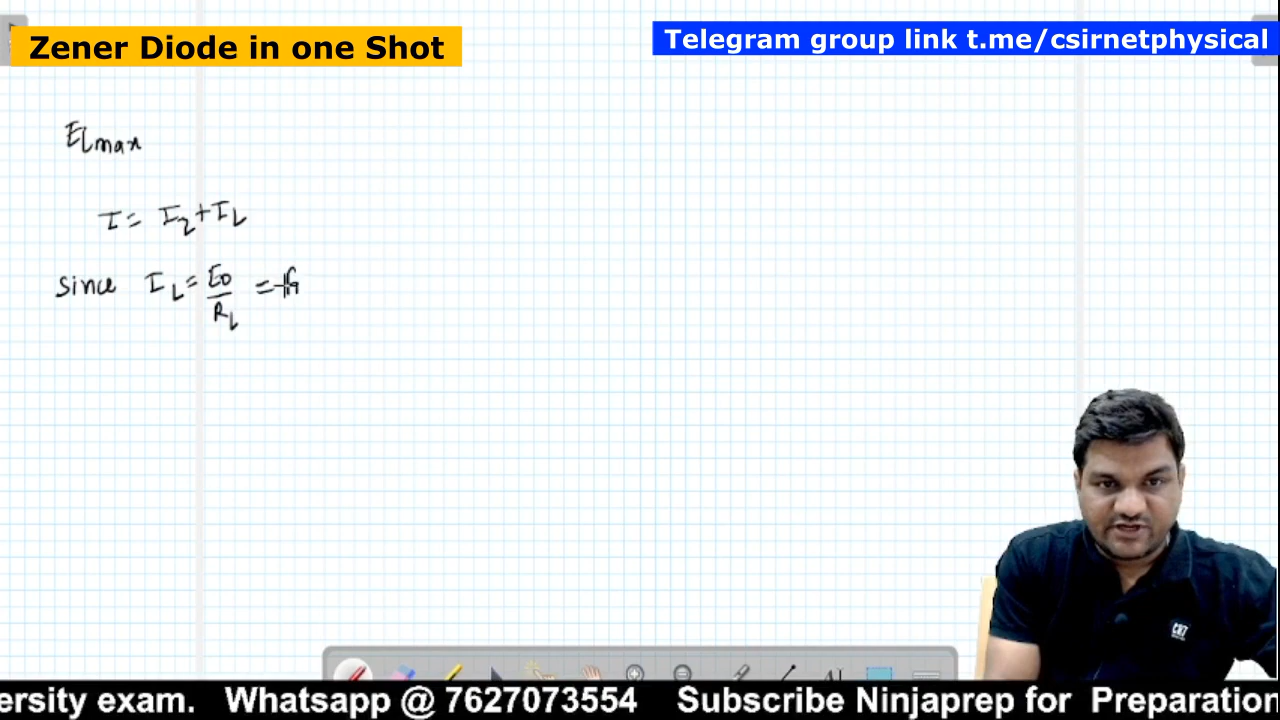 Zener Diode in one Shot
Telegram group link t.me/csirnetphysical
ELmax
I = IZ + IL
Since IL = E0/RL =
CR7
ersity exam. Whatsapp @ 7627073554 Subscribe Ninjaprep for Preparation